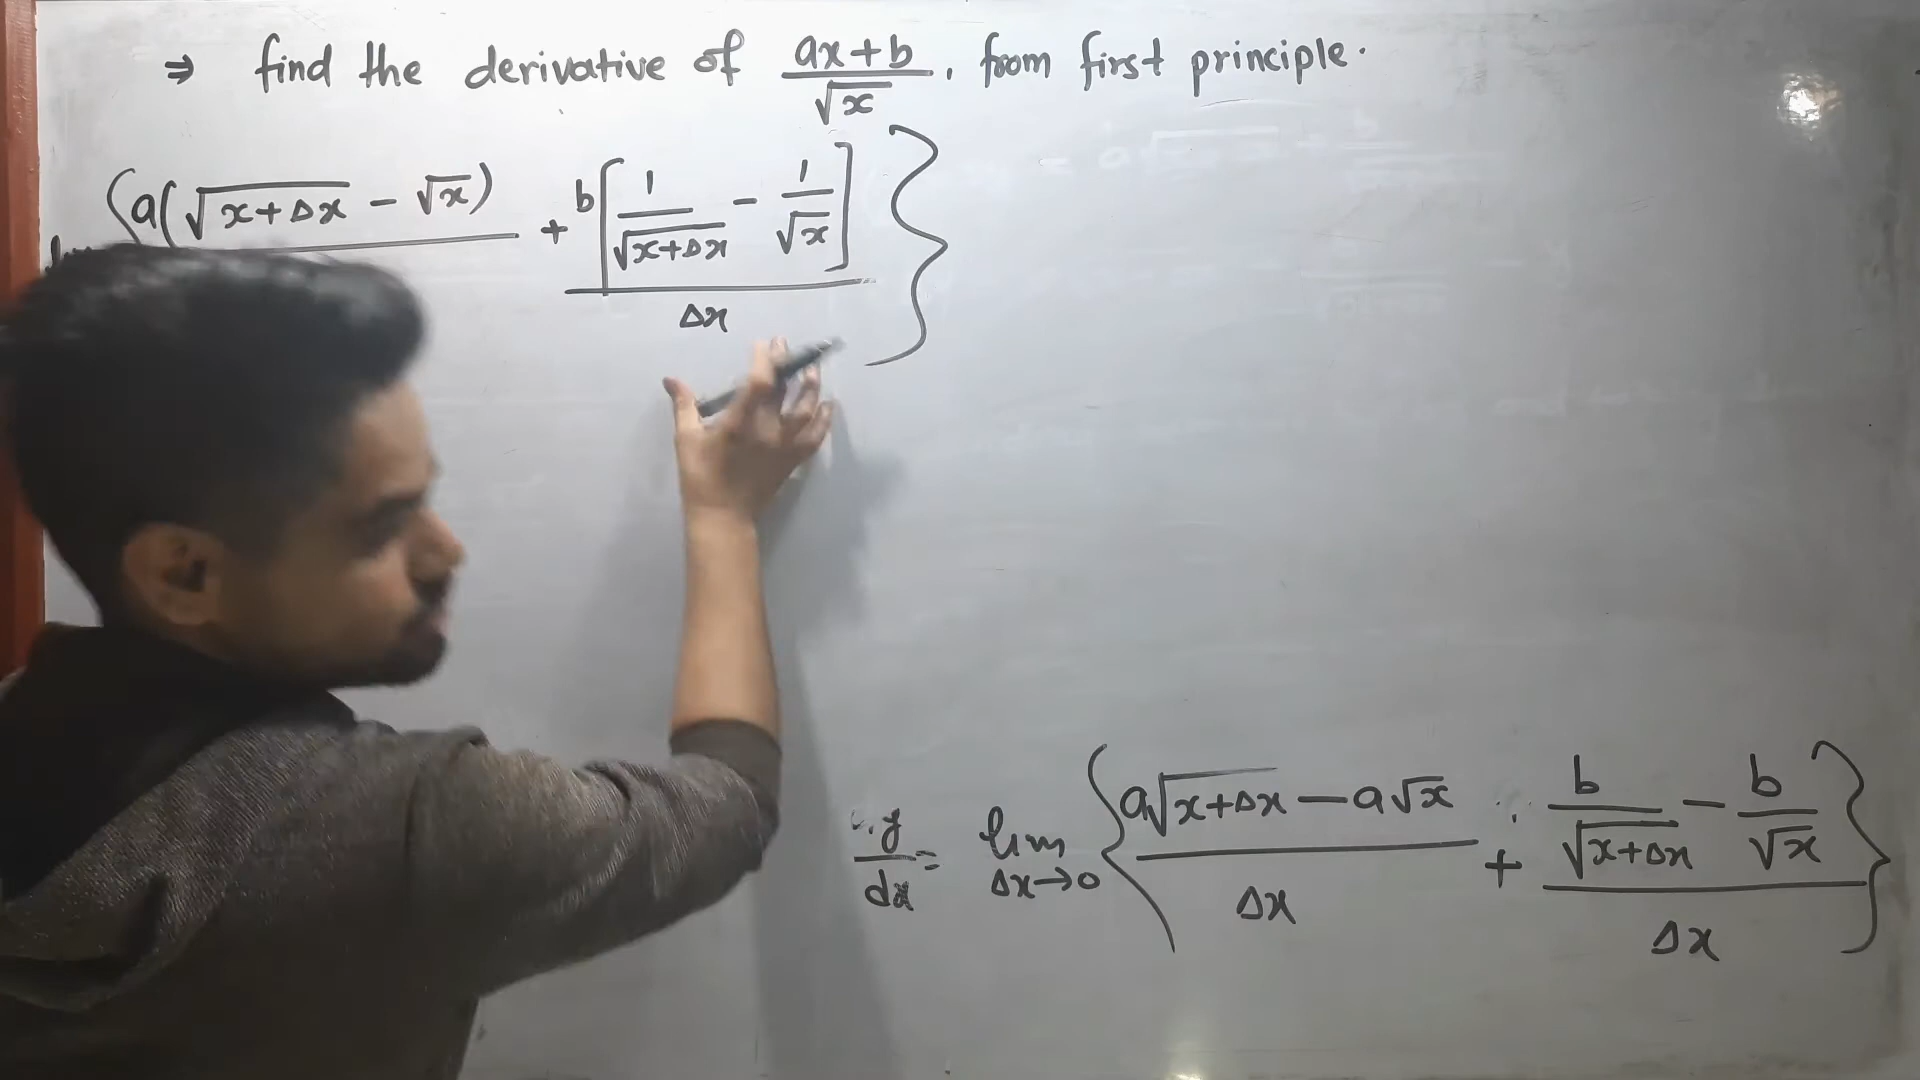 ⇒ find the derivative of (ax+b)/√x, from first principle.
{ a(√(x+Δx) - √x) + b[1/√(x+Δx) - 1/√x] / Δx }
y/dx = lim Δx→0 { (a√(x+Δx) - a√x)/Δx + (b/√(x+Δx) - b/√x)/Δx }